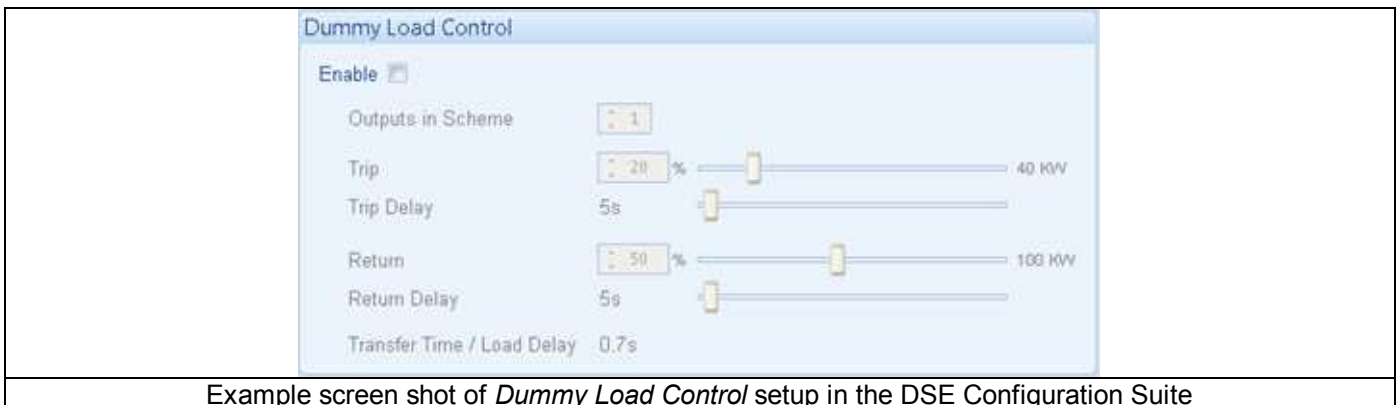 Dummy Load Control
Enable
Outputs in Scheme 1
Trip 20 % 40 KW
Trip Delay 5s
Return 50 % 100 KW
Return Delay 5s
Transfer Time / Load Delay 0.7s
Example screen shot of Dummy Load Control setup in the DSE Configuration Suite